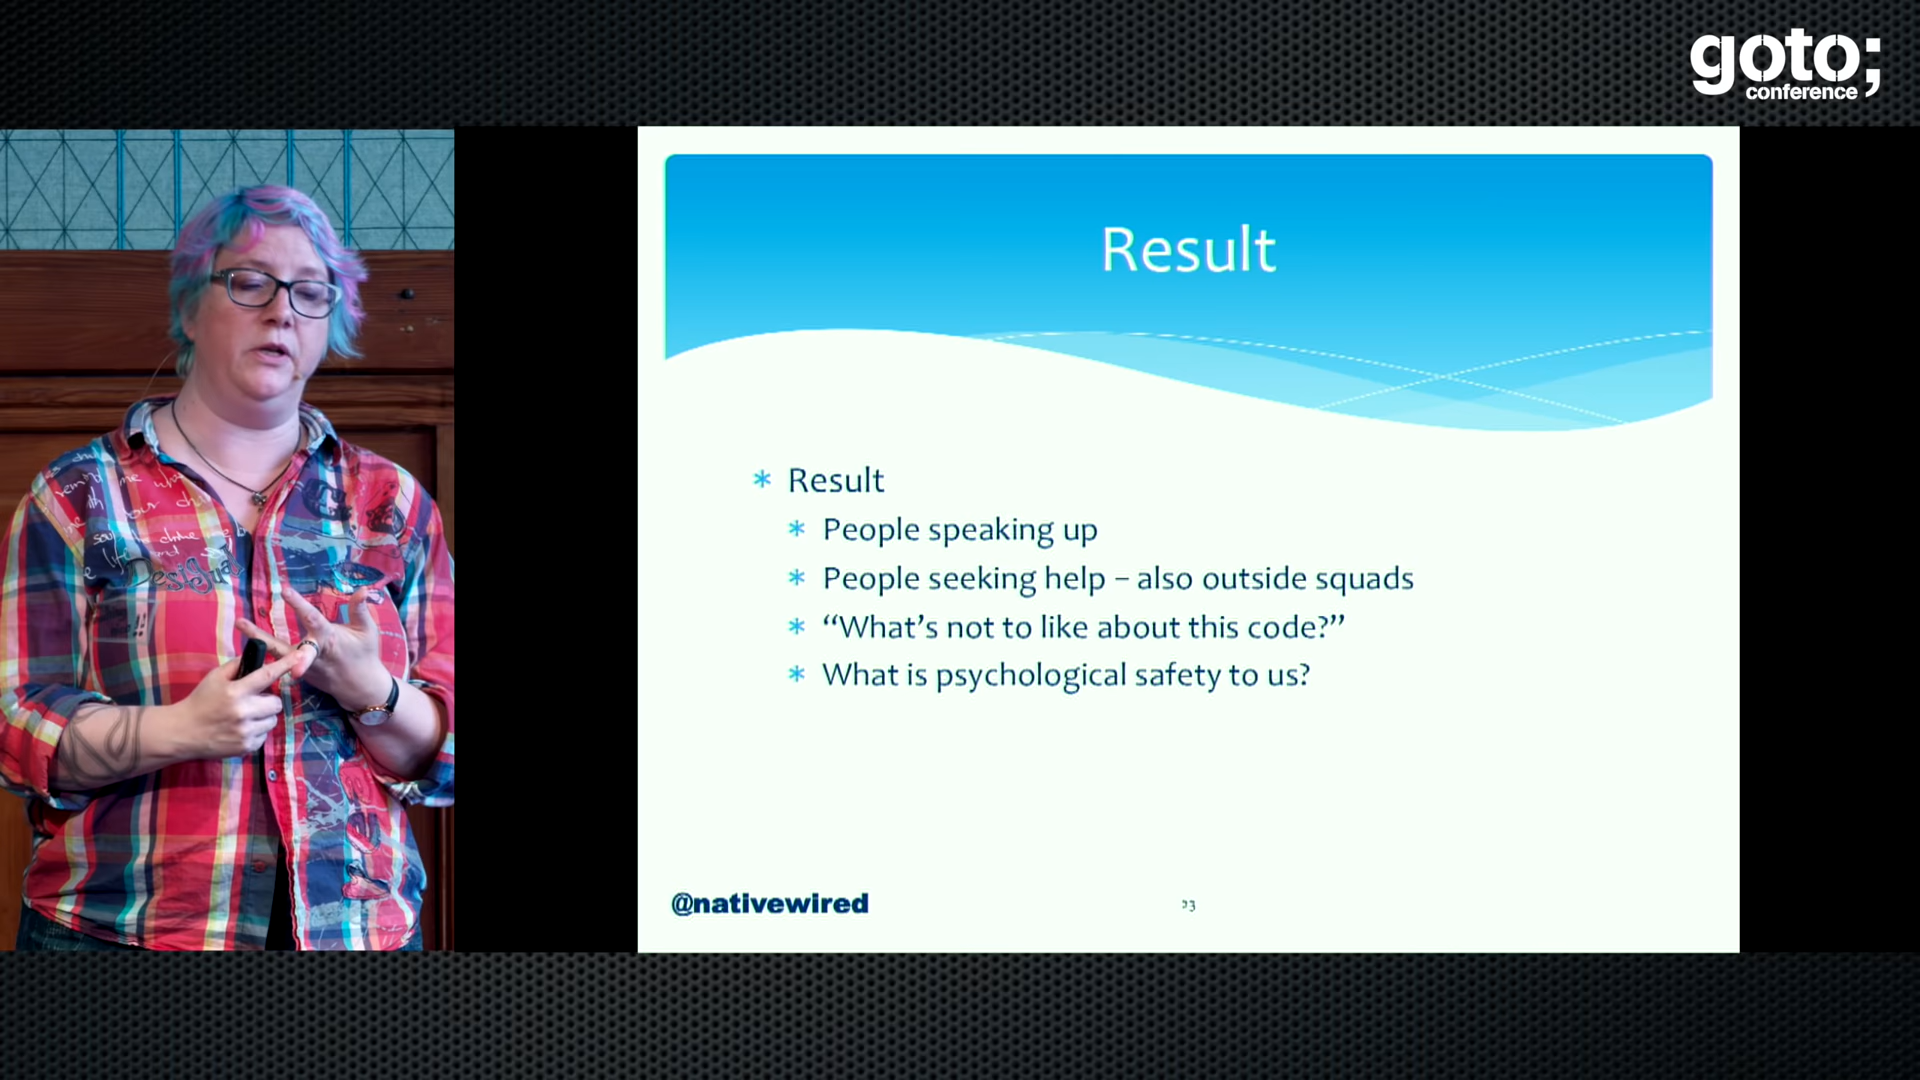 goto;
conference
Result
* Result
* People speaking up
* People seeking help – also outside squads
* “What’s not to like about this code?”
* What is psychological safety to us?
@nativewired
Desigual